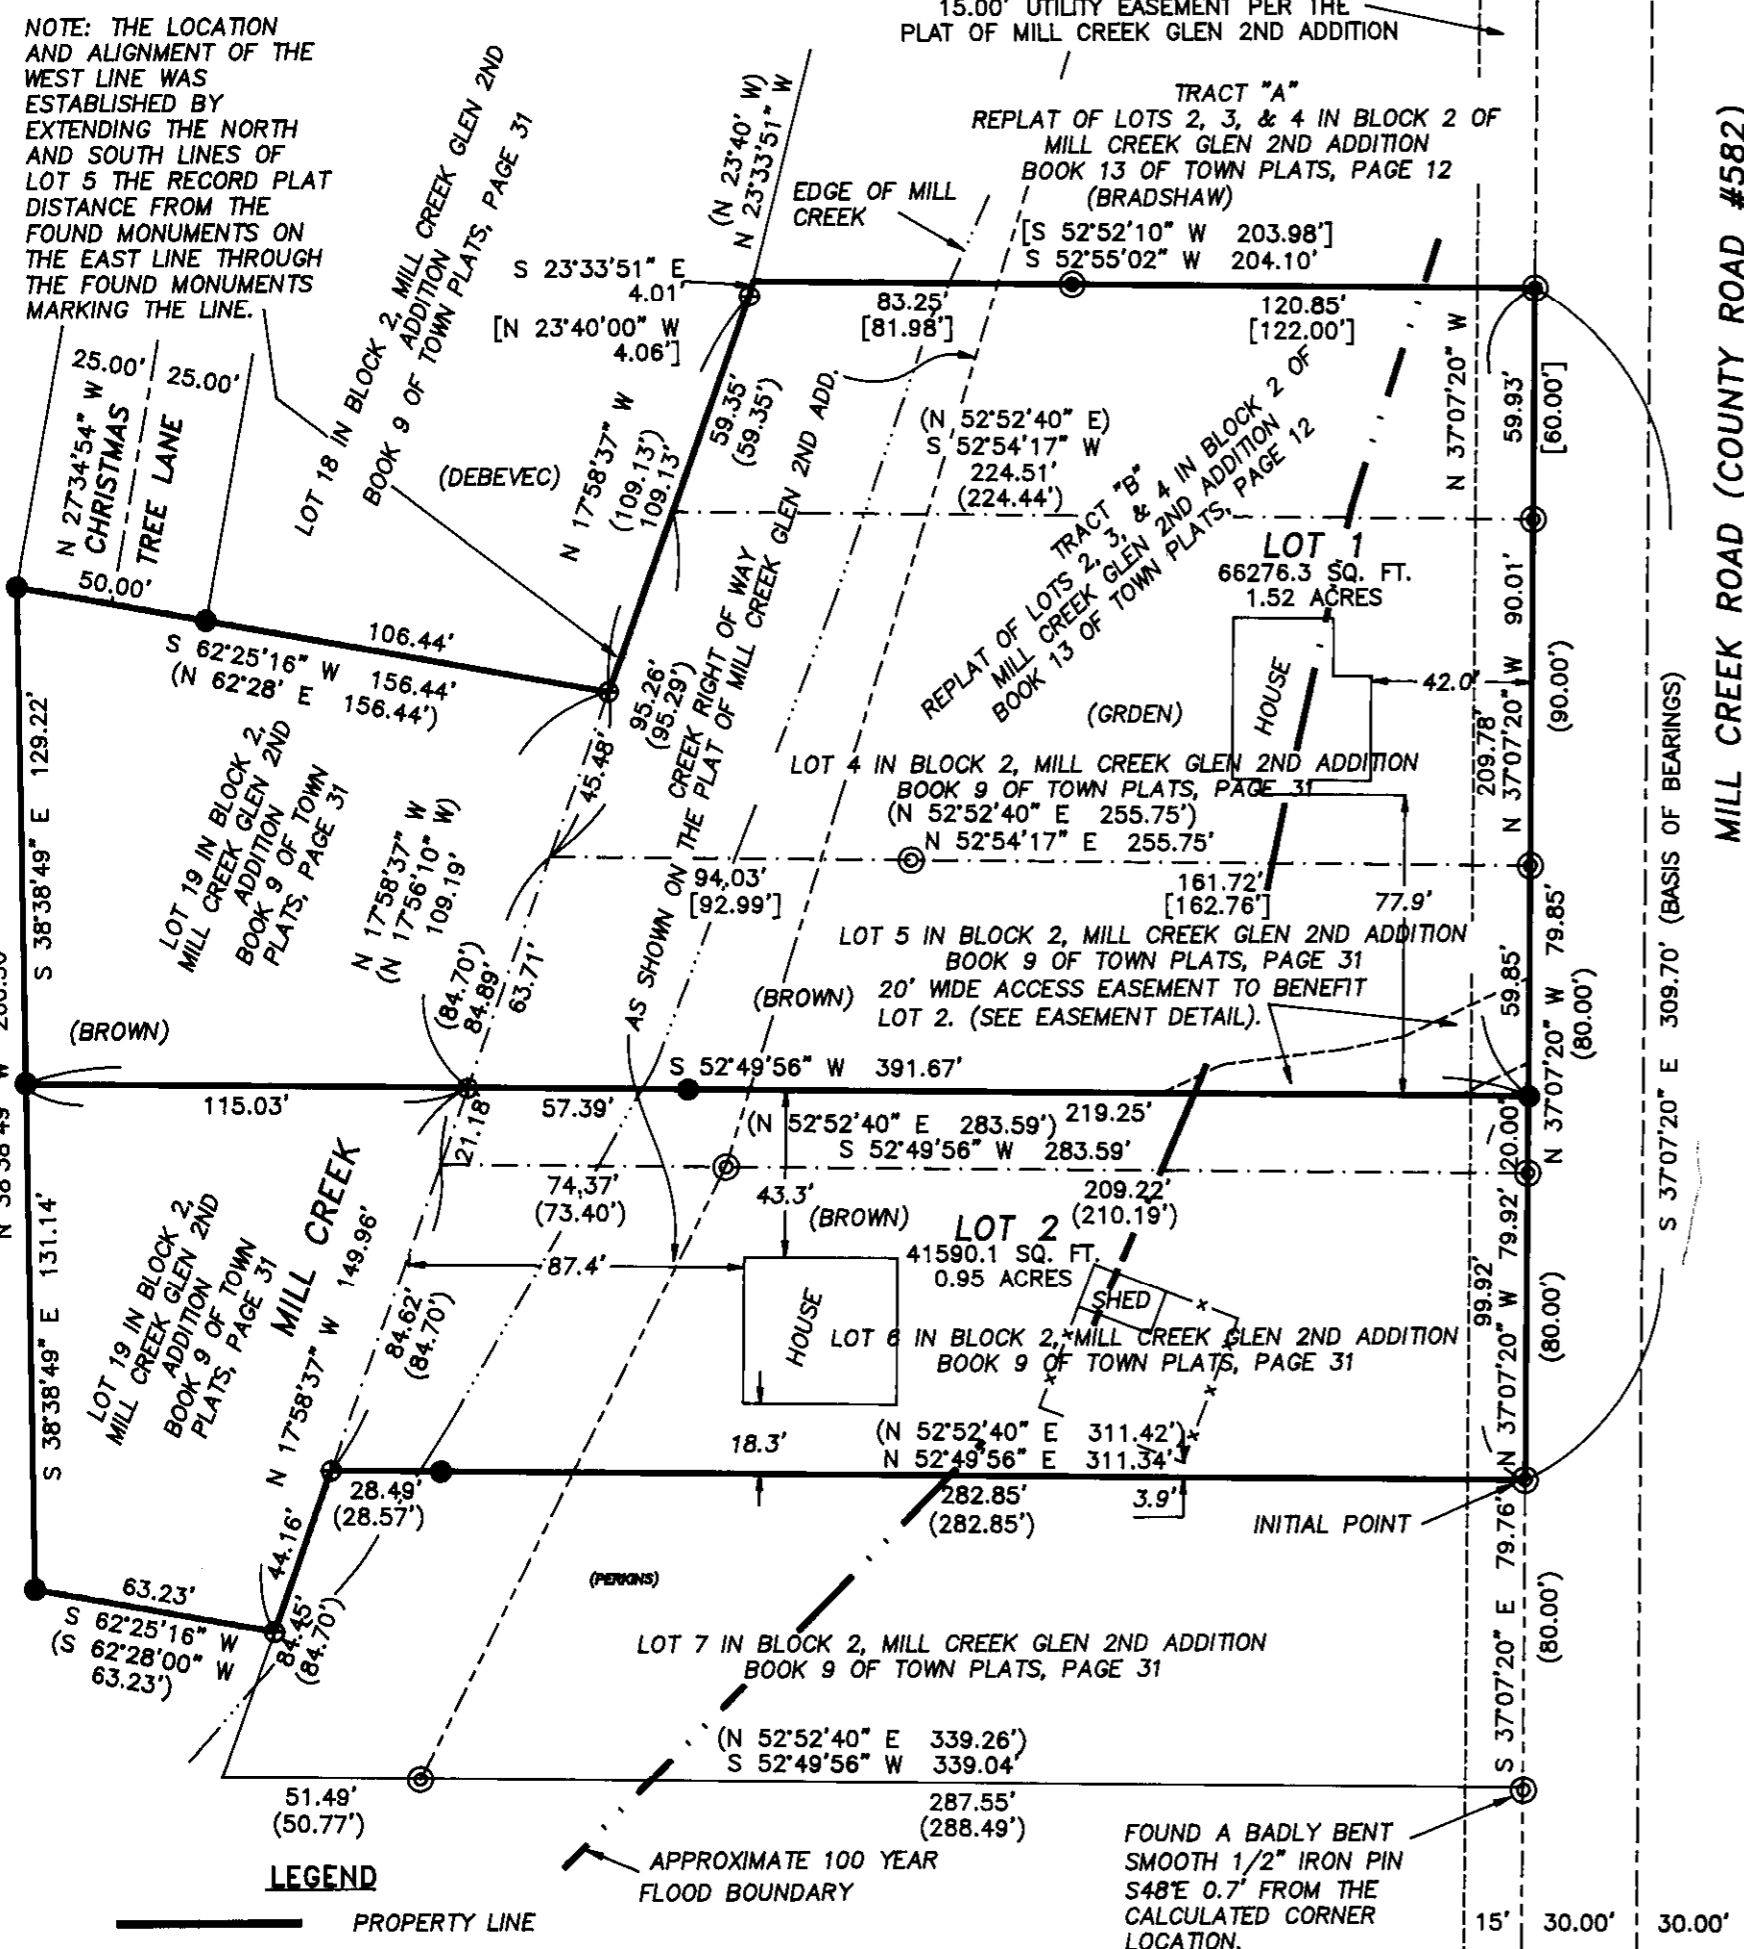 NOTE: THE LOCATION
AND ALIGNMENT OF THE
WEST LINE WAS
ESTABLISHED BY
EXTENDING THE NORTH
AND SOUTH LINES OF
LOT 5 THE RECORD PLAT
DISTANCE FROM THE
FOUND MONUMENTS ON
THE EAST LINE THROUGH
THE FOUND MONUMENTS
MARKING THE LINE.
15.00' UTILITY EASEMENT PER THE
PLAT OF MILL CREEK GLEN 2ND ADDITION
TRACT "A"
REPLAT OF LOTS 2, 3, & 4 IN BLOCK 2 OF
MILL CREEK GLEN 2ND ADDITION
BOOK 13 OF TOWN PLATS, PAGE 12
(BRADSHAW)
[S 52°52'10" W 203.98']
S 52°55'02" W 204.10'
EDGE OF MILL
CREEK
(N 23°40' W)
N 23°33'51" W
S 23°33'51" E
4.01'
[N 23°40'00" W
4.06']
LOT 18 IN BLOCK 2, MILL CREEK GLEN 2ND
ADDITION
BOOK 9 OF TOWN PLATS, PAGE 31
(DEBEVEC)
83.25'
[81.98']
120.85'
[122.00']
N 37°07'20" W
59.93'
[60.00']
MILL CREEK ROAD (COUNTY ROAD #582)
25.00'
25.00'
N 27°34'54" W
CHRISTMAS
TREE LANE
50.00'
N 17°58'37" W
(109.13')
109.13'
59.35'
(59.35')
(N 52°52'40" E)
S 52°54'17" W
224.51'
(224.44')
TRACT "B"
REPLAT OF LOTS 2, 3, & 4 IN BLOCK 2 OF
MILL CREEK GLEN 2ND ADDITION
BOOK 13 OF TOWN PLATS, PAGE 12
LOT 1
66276.3 SQ. FT.
1.52 ACRES
HOUSE
42.0'
(GRDEN)
N 37°07'20" W 90.01'
(90.00')
209.78'
106.44'
S 62°25'16" W 156.44'
(N 62°28' E 156.44')
95.26'
(95.29')
45.48'
CREEK RIGHT OF WAY
AS SHOWN ON THE PLAT OF MILL CREEK GLEN 2ND ADD.
LOT 4 IN BLOCK 2, MILL CREEK GLEN 2ND ADDITION
BOOK 9 OF TOWN PLATS, PAGE 31
(N 52°52'40" E 255.75')
N 52°54'17" E 255.75'
94.03'
[92.99']
161.72'
[162.76']
77.9'
S 38°38'49" E 129.22'
LOT 19 IN BLOCK 2,
MILL CREEK GLEN 2ND
ADDITION
BOOK 9 OF TOWN
PLATS, PAGE 31
N 17°58'37" W
(N 17°56'10" W)
109.19'
(84.70')
84.89'
63.71'
LOT 5 IN BLOCK 2, MILL CREEK GLEN 2ND ADDITION
BOOK 9 OF TOWN PLATS, PAGE 31
(BROWN)
20' WIDE ACCESS EASEMENT TO BENEFIT
LOT 2. (SEE EASEMENT DETAIL).
59.85'
N 37°07'20" W 79.85'
(80.00')
S 37°07'20" E 309.70' (BASIS OF BEARINGS)
(BROWN)
N 38°38'49" W
S 52°49'56" W 391.67'
115.03'
57.39'
219.25'
21.18'
(N 52°52'40" E 283.59')
S 52°49'56" W 283.59'
20.00'
74.37'
(73.40')
43.3'
(BROWN)
209.22'
(210.19')
LOT 2
41590.1 SQ. FT.
0.95 ACRES
87.4'
HOUSE
SHED
99.92'
N 37°07'20" W 79.92'
(80.00')
S 38°38'49" E 131.14'
LOT 19 IN BLOCK 2,
MILL CREEK GLEN 2ND
ADDITION
BOOK 9 OF TOWN
PLATS, PAGE 31
MILL CREEK
N 17°58'37" W 149.96'
84.62'
(84.70')
LOT 6 IN BLOCK 2, MILL CREEK GLEN 2ND ADDITION
BOOK 9 OF TOWN PLATS, PAGE 31
18.3'
(N 52°52'40" E 311.42')
N 52°49'56" E 311.34'
28.49'
(28.57')
282.85'
(282.85')
3.9'
INITIAL POINT
44.16'
63.23'
S 62°25'16" W
(S 62°28'00" W
63.23')
84.45'
(84.70')
(PERKINS)
S 37°07'20" E 79.76'
(80.00')
LOT 7 IN BLOCK 2, MILL CREEK GLEN 2ND ADDITION
BOOK 9 OF TOWN PLATS, PAGE 31
(N 52°52'40" E 339.26')
S 52°49'56" W 339.04'
51.49'
(50.77')
287.55'
(288.49')
APPROXIMATE 100 YEAR
FLOOD BOUNDARY
FOUND A BADLY BENT
SMOOTH 1/2" IRON PIN
S48°E 0.7' FROM THE
CALCULATED CORNER
LOCATION.
15'
30.00'
30.00'
LEGEND
PROPERTY LINE